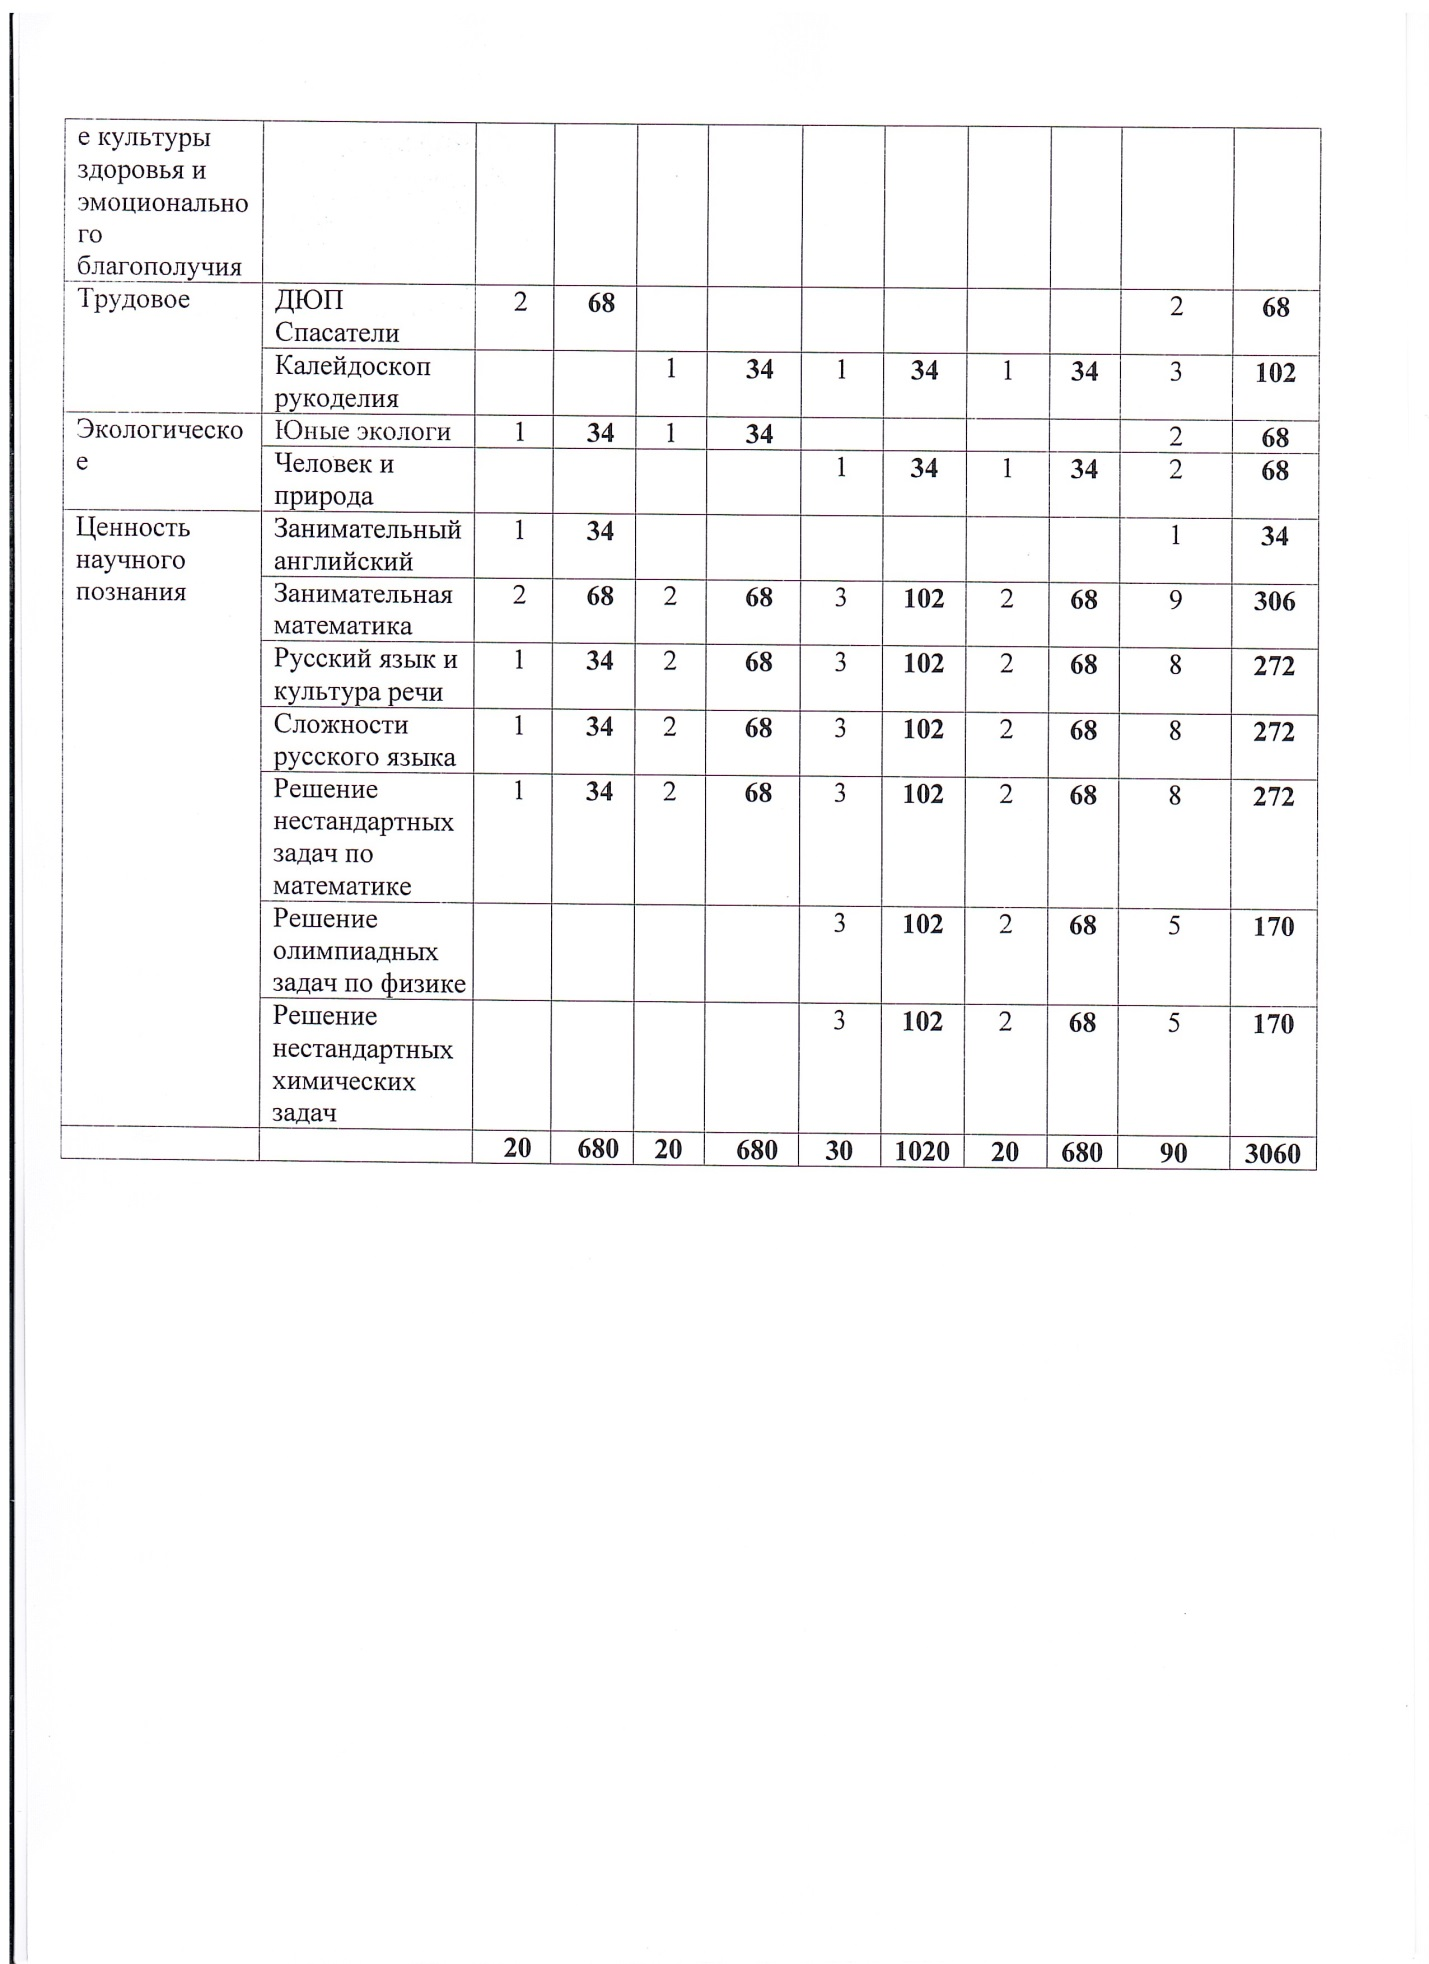 е культуры
здоровья и
эмоционально
го
благополучия
Трудовое ДЮП 2 68 2 68
Спасатели
Калейдоскоп 1 34 1 34 1 34 3 102
рукоделия
Экологическо Юные экологи 1 34 1 34 2 68
е Человек и 1 34 1 34 2 68
природа
Ценность Занимательный 1 34 1 34
научного английский
познания Занимательная 2 68 2 68 3 102 2 68 9 306
математика
Русский язык и 1 34 2 68 3 102 2 68 8 272
культура речи
Сложности 1 34 2 68 3 102 2 68 8 272
русского языка
Решение 1 34 2 68 3 102 2 68 8 272
нестандартных
задач по
математике
Решение 3 102 2 68 5 170
олимпиадных
задач по физике
Решение 3 102 2 68 5 170
нестандартных
химических
задач
20 680 20 680 30 1020 20 680 90 3060